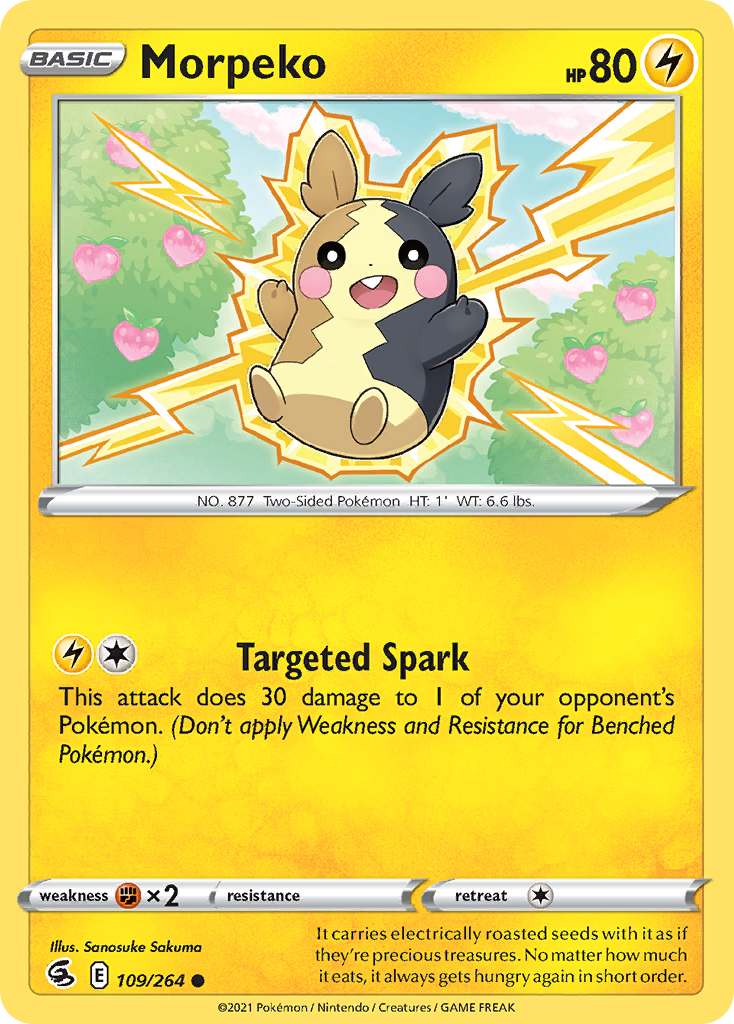 BASIC Morpeko HP 80
NO. 877 Two-Sided Pokémon HT: 1' WT: 6.6 lbs.
Targeted Spark
This attack does 30 damage to 1 of your opponent's
Pokémon. (Don't apply Weakness and Resistance for Benched
Pokémon.)
weakness ×2 resistance retreat
Illus. Sanosuke Sakuma
E 109/264
It carries electrically roasted seeds with it as if
they're precious treasures. No matter how much
it eats, it always gets hungry again in short order.
©2021 Pokémon / Nintendo / Creatures / GAME FREAK